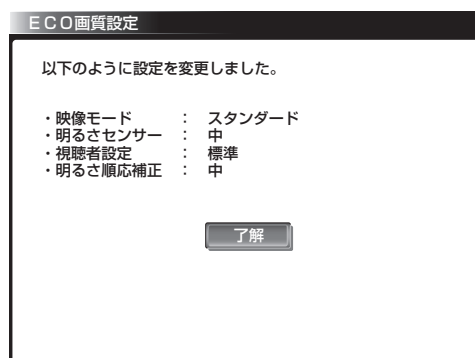 ECO画質設定
以下のように設定を変更しました。
・映像モード : スタンダード
・明るさセンサー : 中
・視聴者設定 : 標準
・明るさ順応補正 : 中
了解